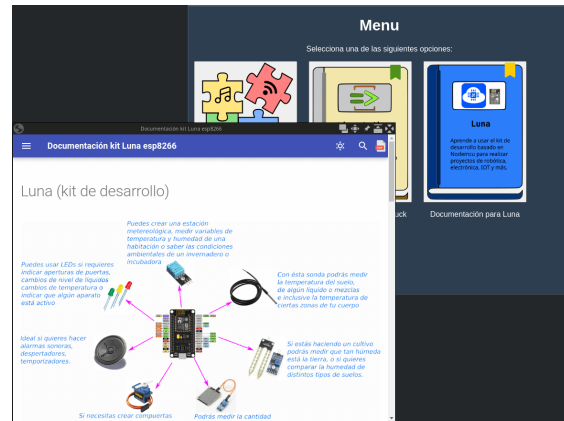 Menu
Selecciona una de las siguientes opciones:
Luna
Aprende a usar el kit de
desarrollo basado en
Nodemcu para realizar
proyectos de robótica,
electrónica, IOT y más.
Documentación para Luna
Documentación kit Luna esp8266
Documentación kit Luna esp8266
Luna (kit de desarrollo)
Puedes crear una estación
metereológica, medir variables de
temperatura y humedad de una
habitación o saber las condiciones
ambientales de un invernadero o
incubadora
Puedes usar LEDs si requieres
indicar aperturas de puertas,
cambios de nivel de líquidos
cambios de temperatura o
indicar que algún aparato
está activo
Con ésta sonda podrás medir
la temperatura del suelo,
de algún líquido o mezclas
e inclusive la temperatura de
ciertas zonas de tu cuerpo
Ideal si quieres hacer
alarmas sonoras,
despertadores,
temporizadores.
Si estás haciendo un cultivo
podrás medir que tan húmeda
está la tierra, o si quieres
comparar la humedad de
distintos tipos de suelos.
Si necesitas crear compuertas
Podrás medir la cantidad